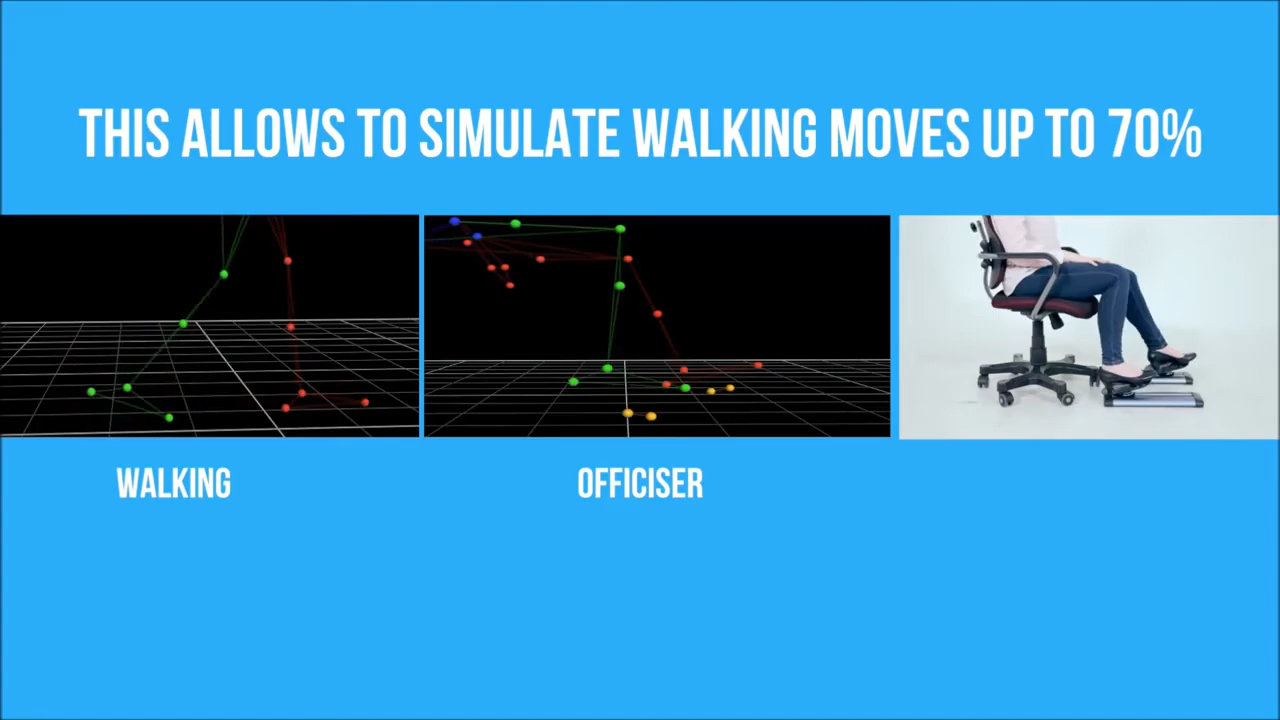 THIS ALLOWS TO SIMULATE WALKING MOVES UP TO 70%
WALKING
OFFICISER